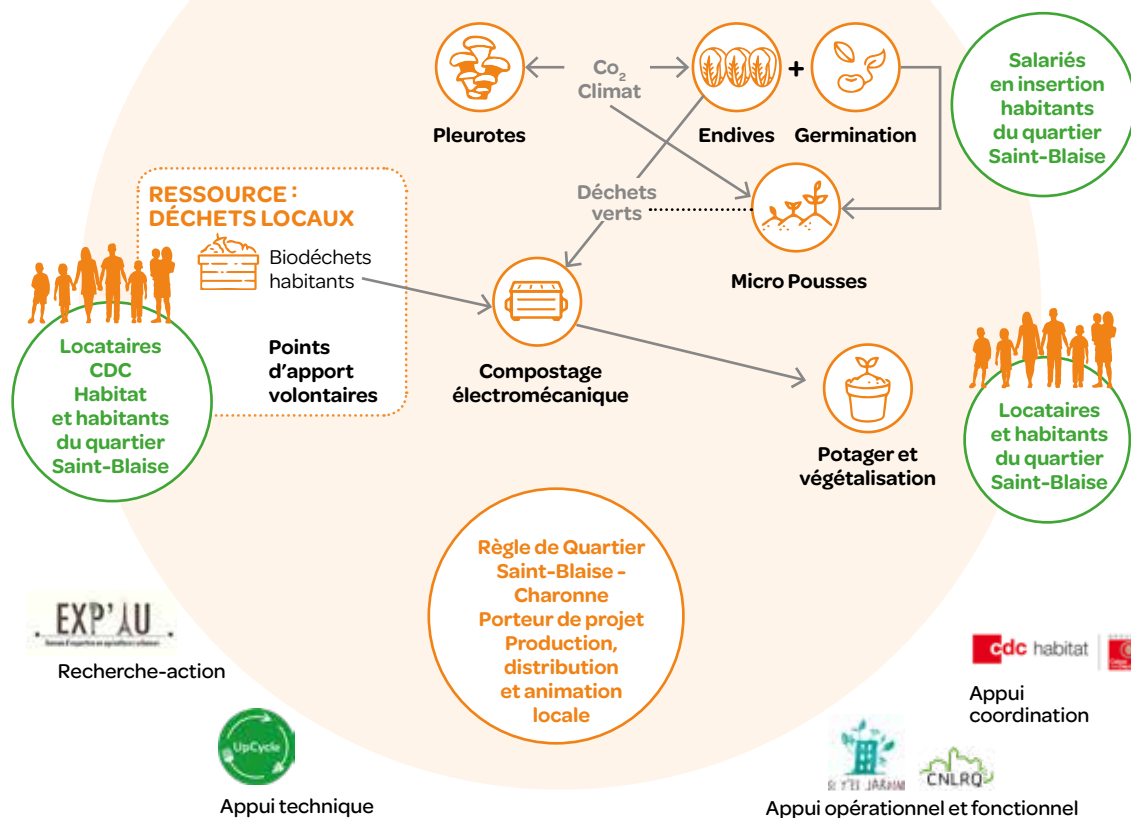 Co₂
Climat
Pleurotes
Endives
+
Germination
Salariés
en insertion
habitants
du quartier
Saint-Blaise
RESSOURCE :
DÉCHETS LOCAUX
Biodéchets
habitants
Points
d'apport
volontaires
Déchets
verts
Micro Pousses
Locataires
CDC
Habitat
et habitants
du quartier
Saint-Blaise
Compostage
électromécanique
Potager et
végétalisation
Locataires
et habitants
du quartier
Saint-Blaise
Règle de Quartier
Saint-Blaise -
Charonne
Porteur de projet
Production,
distribution
et animation
locale
EXP'AU
Recherche-action
UpCycle
Appui technique
cdc habitat
Appui
coordination
CNLRQ
Appui opérationnel et fonctionnel